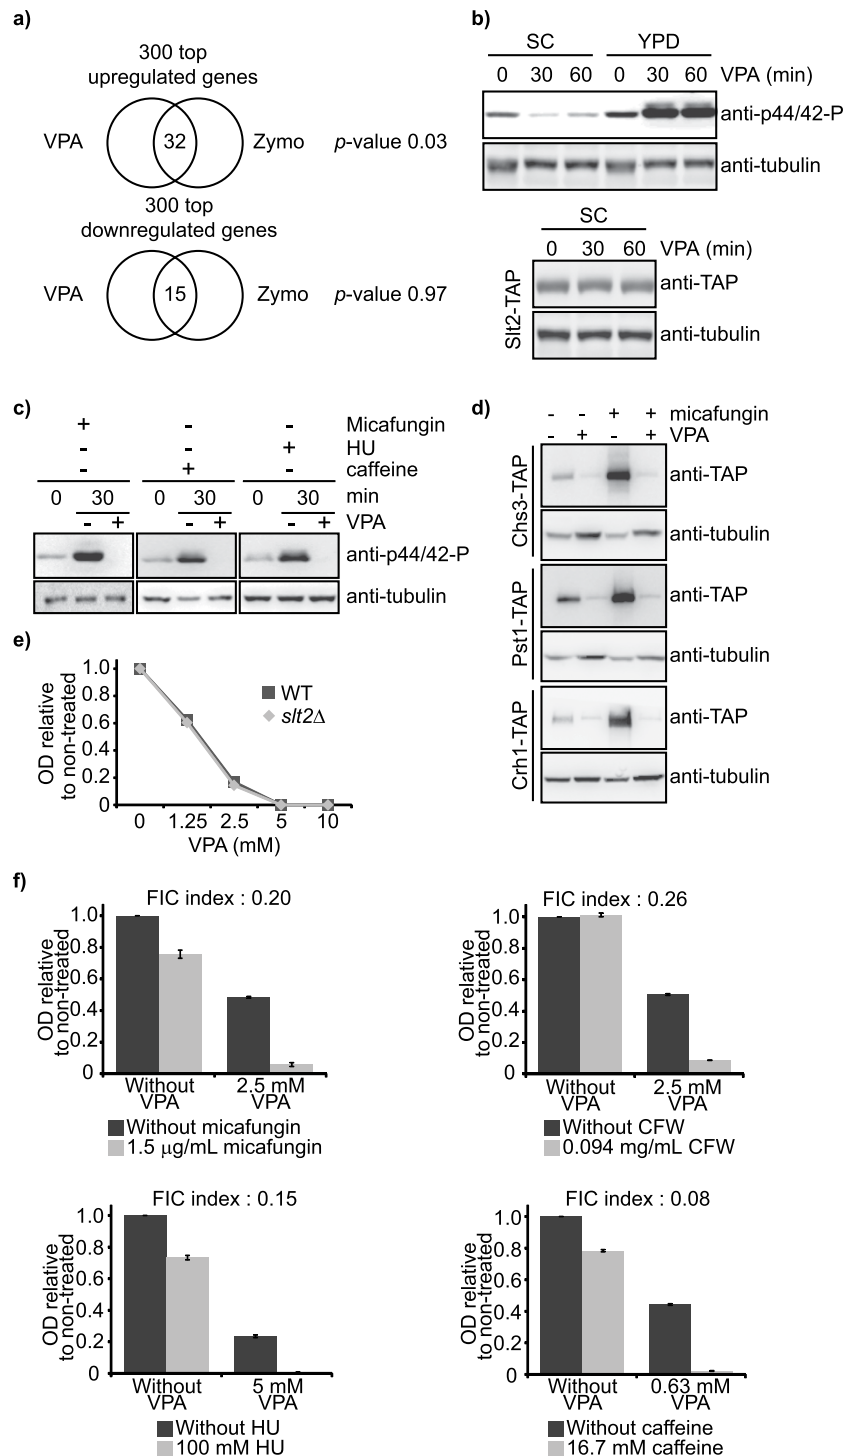 a)
300 top
upregulated genes
VPA 32 Zymo p-value 0.03
300 top
downregulated genes
VPA 15 Zymo p-value 0.97
b)
SC YPD
0 30 60 0 30 60 VPA (min)
anti-p44/42-P
anti-tubulin
SC
0 30 60 VPA (min)
Slt2-TAP
anti-TAP
anti-tubulin
c)
+ - - Micafungin
- - + HU
- + - caffeine
0 30 0 30 0 30 min
- + - + - + VPA
anti-p44/42-P
anti-tubulin
d)
- - + + micafungin
- + - + VPA
Chs3-TAP
anti-TAP
anti-tubulin
Pst1-TAP
anti-TAP
anti-tubulin
Crh1-TAP
anti-TAP
anti-tubulin
e)
OD relative
to non-treated
1.0
0.8
0.6
0.4
0.2
0
WT
slt2Δ
0 1.25 2.5 5 10
VPA (mM)
f)
FIC index : 0.20
OD relative
to non-treated
1.0
0.8
0.6
0.4
0.2
0
Without
VPA
2.5 mM
VPA
Without micafungin
1.5 μg/mL micafungin
FIC index : 0.26
OD relative
to non-treated
1.0
0.8
0.6
0.4
0.2
0
Without
VPA
2.5 mM
VPA
Without CFW
0.094 mg/mL CFW
FIC index : 0.15
OD relative
to non-treated
1.0
0.8
0.6
0.4
0.2
0
Without
VPA
5 mM
VPA
Without HU
100 mM HU
FIC index : 0.08
OD relative
to non-treated
1.0
0.8
0.6
0.4
0.2
0
Without
VPA
0.63 mM
VPA
Without caffeine
16.7 mM caffeine